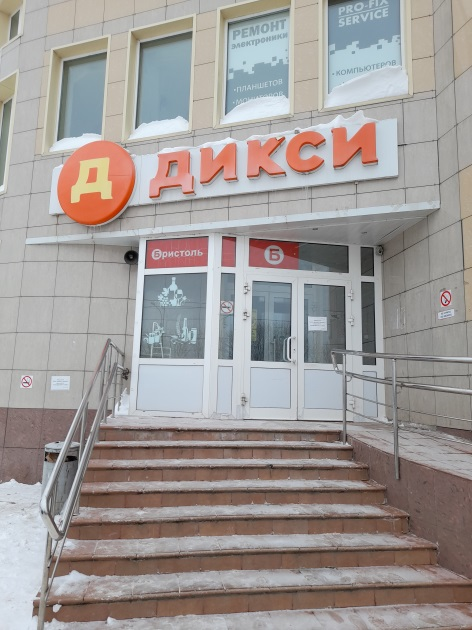 РЕМОНТ
электроники
• ПЛАНШЕТОВ
PRO-FIX
SERVICE
• КОМПЬЮТЕРОВ
Д ДИКСИ
Бристоль
Б